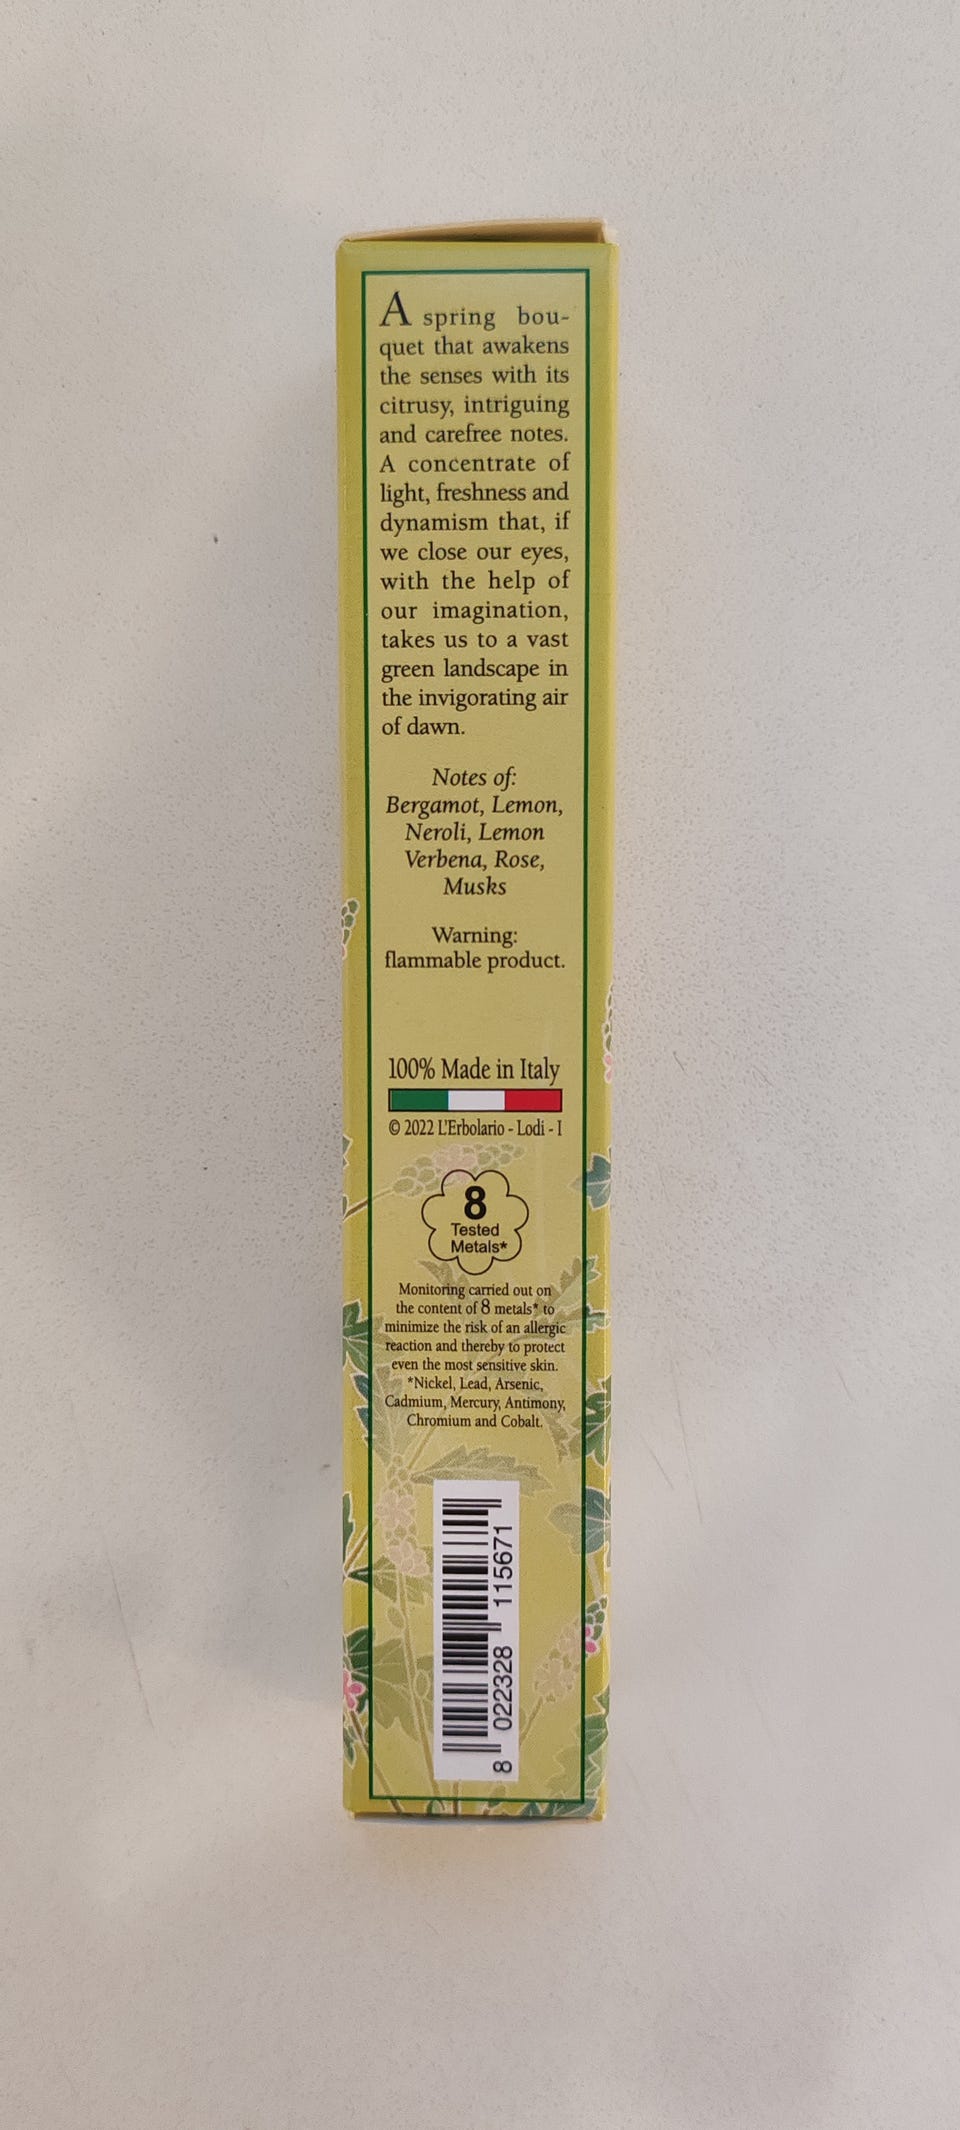 A spring bou-
quet that awakens
the senses with its
citrusy, intriguing
and carefree notes.
A concentrate of
light, freshness and
dynamism that, if
we close our eyes,
with the help of
our imagination,
takes us to a vast
green landscape in
the invigorating air
of dawn.
Notes of:
Bergamot, Lemon,
Neroli, Lemon
Verbena, Rose,
Musks
Warning:
flammable product.
100% Made in Italy
© 2022 L'Erbolario - Lodi - I
8
Tested
Metals*
Monitoring carried out on
the content of 8 metals* to
minimize the risk of an allergic
reaction and thereby to protect
even the most sensitive skin.
*Nickel, Lead, Arsenic,
Cadmium, Mercury, Antimony,
Chromium and Cobalt.
8 022328 115671